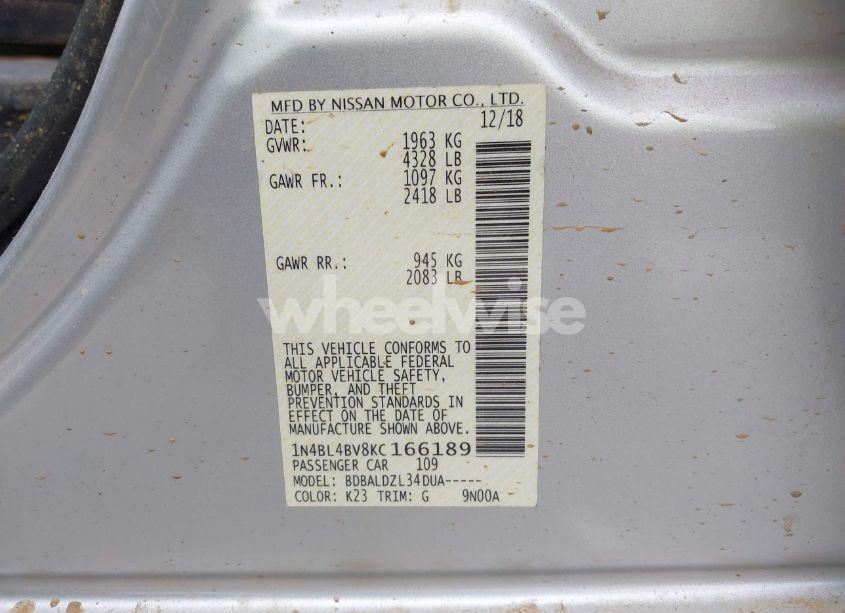 MFD BY NISSAN MOTOR CO., LTD.
DATE: 12/18
GVWR: 1963 KG
4328 LB
GAWR FR.: 1097 KG
2418 LB
GAWR RR.: 945 KG
2083 LB
wheelwise
THIS VEHICLE CONFORMS TO
ALL APPLICABLE FEDERAL
MOTOR VEHICLE SAFETY,
BUMPER, AND THEFT
PREVENTION STANDARDS IN
EFFECT ON THE DATE OF
MANUFACTURE SHOWN ABOVE.
1N4BL4BV8KC166189
PASSENGER CAR 109
MODEL: BDBALDZL34DUA-----
COLOR: K23 TRIM: G 9N00A